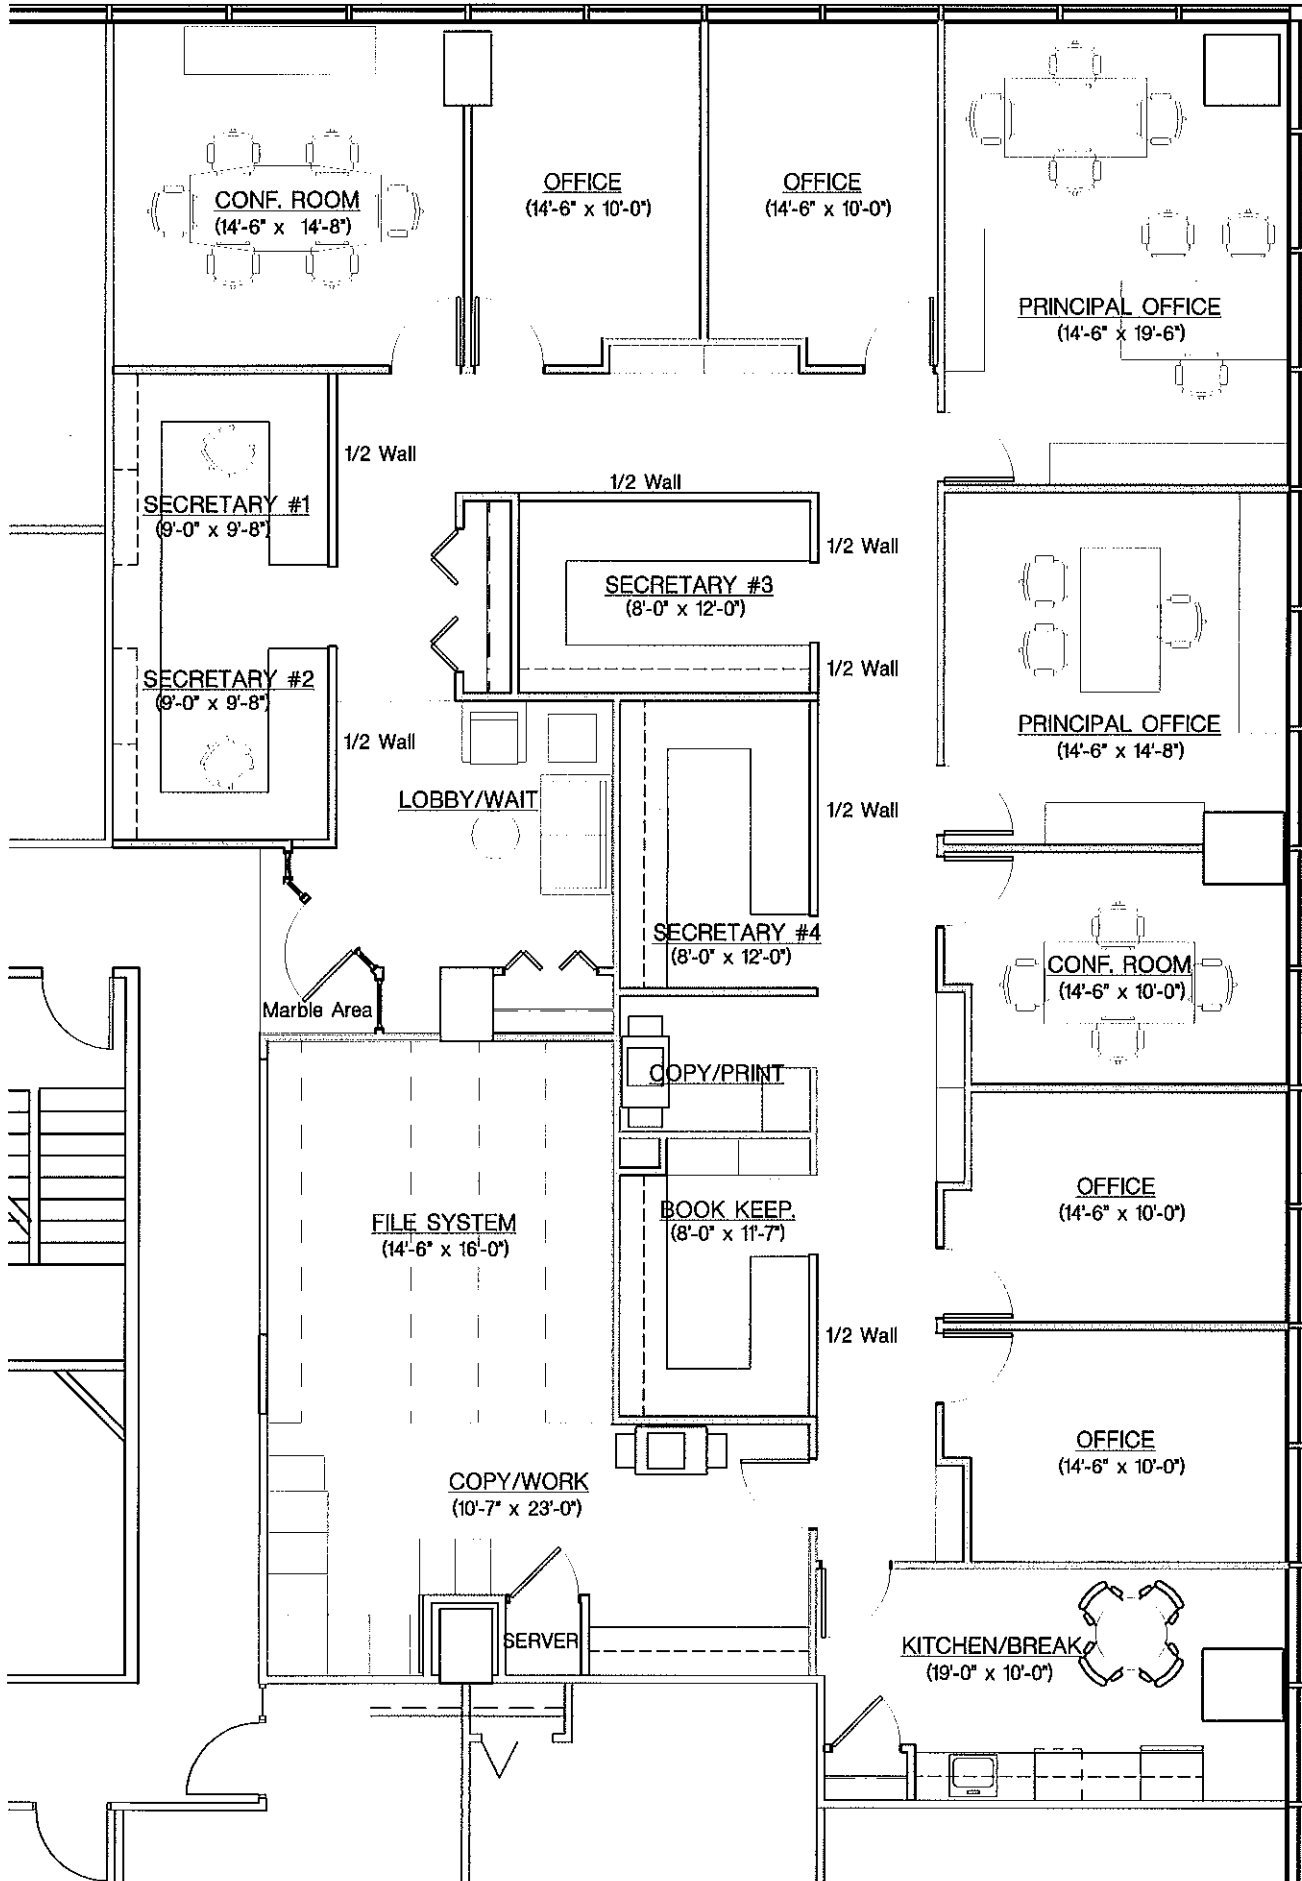 CONF. ROOM
(14'-6" x 14'-8")
OFFICE
(14'-6" x 10'-0")
OFFICE
(14'-6" x 10'-0")
PRINCIPAL OFFICE
(14'-6" x 19'-6")
1/2 Wall
1/2 Wall
SECRETARY #1
(9'-0" x 9'-8")
1/2 Wall
SECRETARY #3
(8'-0" x 12'-0")
1/2 Wall
SECRETARY #2
(9'-0" x 9'-8")
1/2 Wall
PRINCIPAL OFFICE
(14'-6" x 14'-8")
LOBBY/WAIT
1/2 Wall
SECRETARY #4
(8'-0" x 12'-0")
CONF. ROOM
(14'-6" x 10'-0")
Marble Area
COPY/PRINT
OFFICE
(14'-6" x 10'-0")
FILE SYSTEM
(14'-6" x 16'-0")
BOOK KEEP.
(8'-0" x 11'-7")
1/2 Wall
OFFICE
(14'-6" x 10'-0")
COPY/WORK
(10'-7" x 23'-0")
SERVER
KITCHEN/BREAK
(19'-0" x 10'-0")